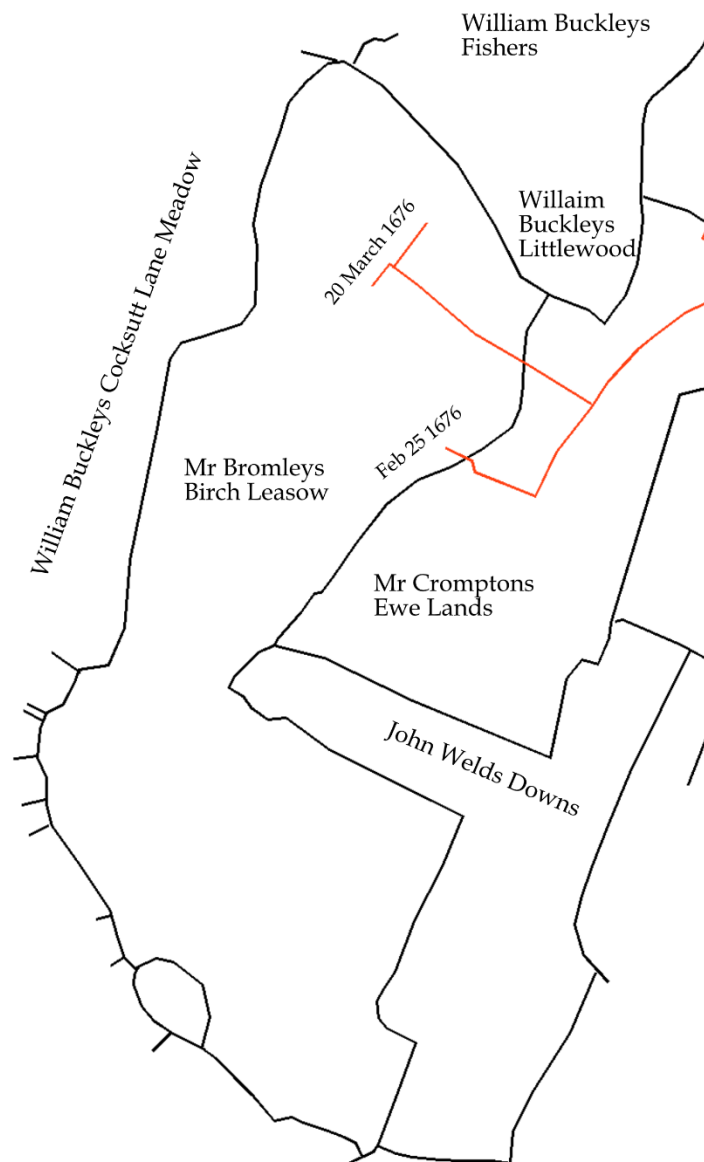 William Buckleys
Fishers
Willaim
Buckleys
Littlewood
20 March 1676
William Buckleys Cocksutt Lane Meadow
Feb 25 1676
Mr Bromleys
Birch Leasow
Mr Cromptons
Ewe Lands
John Welds Downs